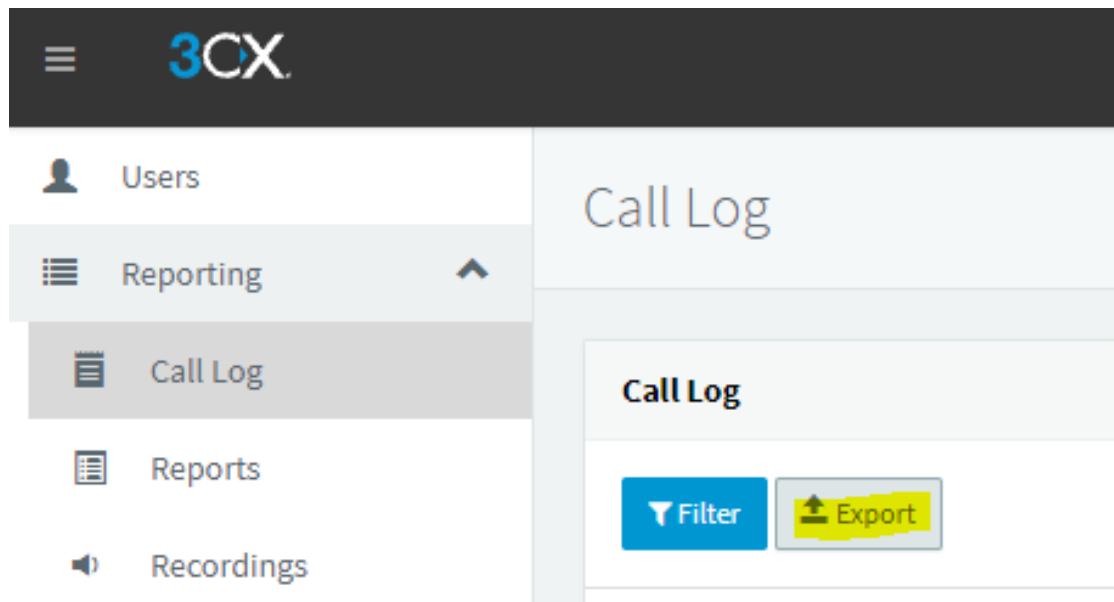 3CX
Users
Reporting
Call Log
Reports
Recordings
Call Log
Call Log
Filter
Export